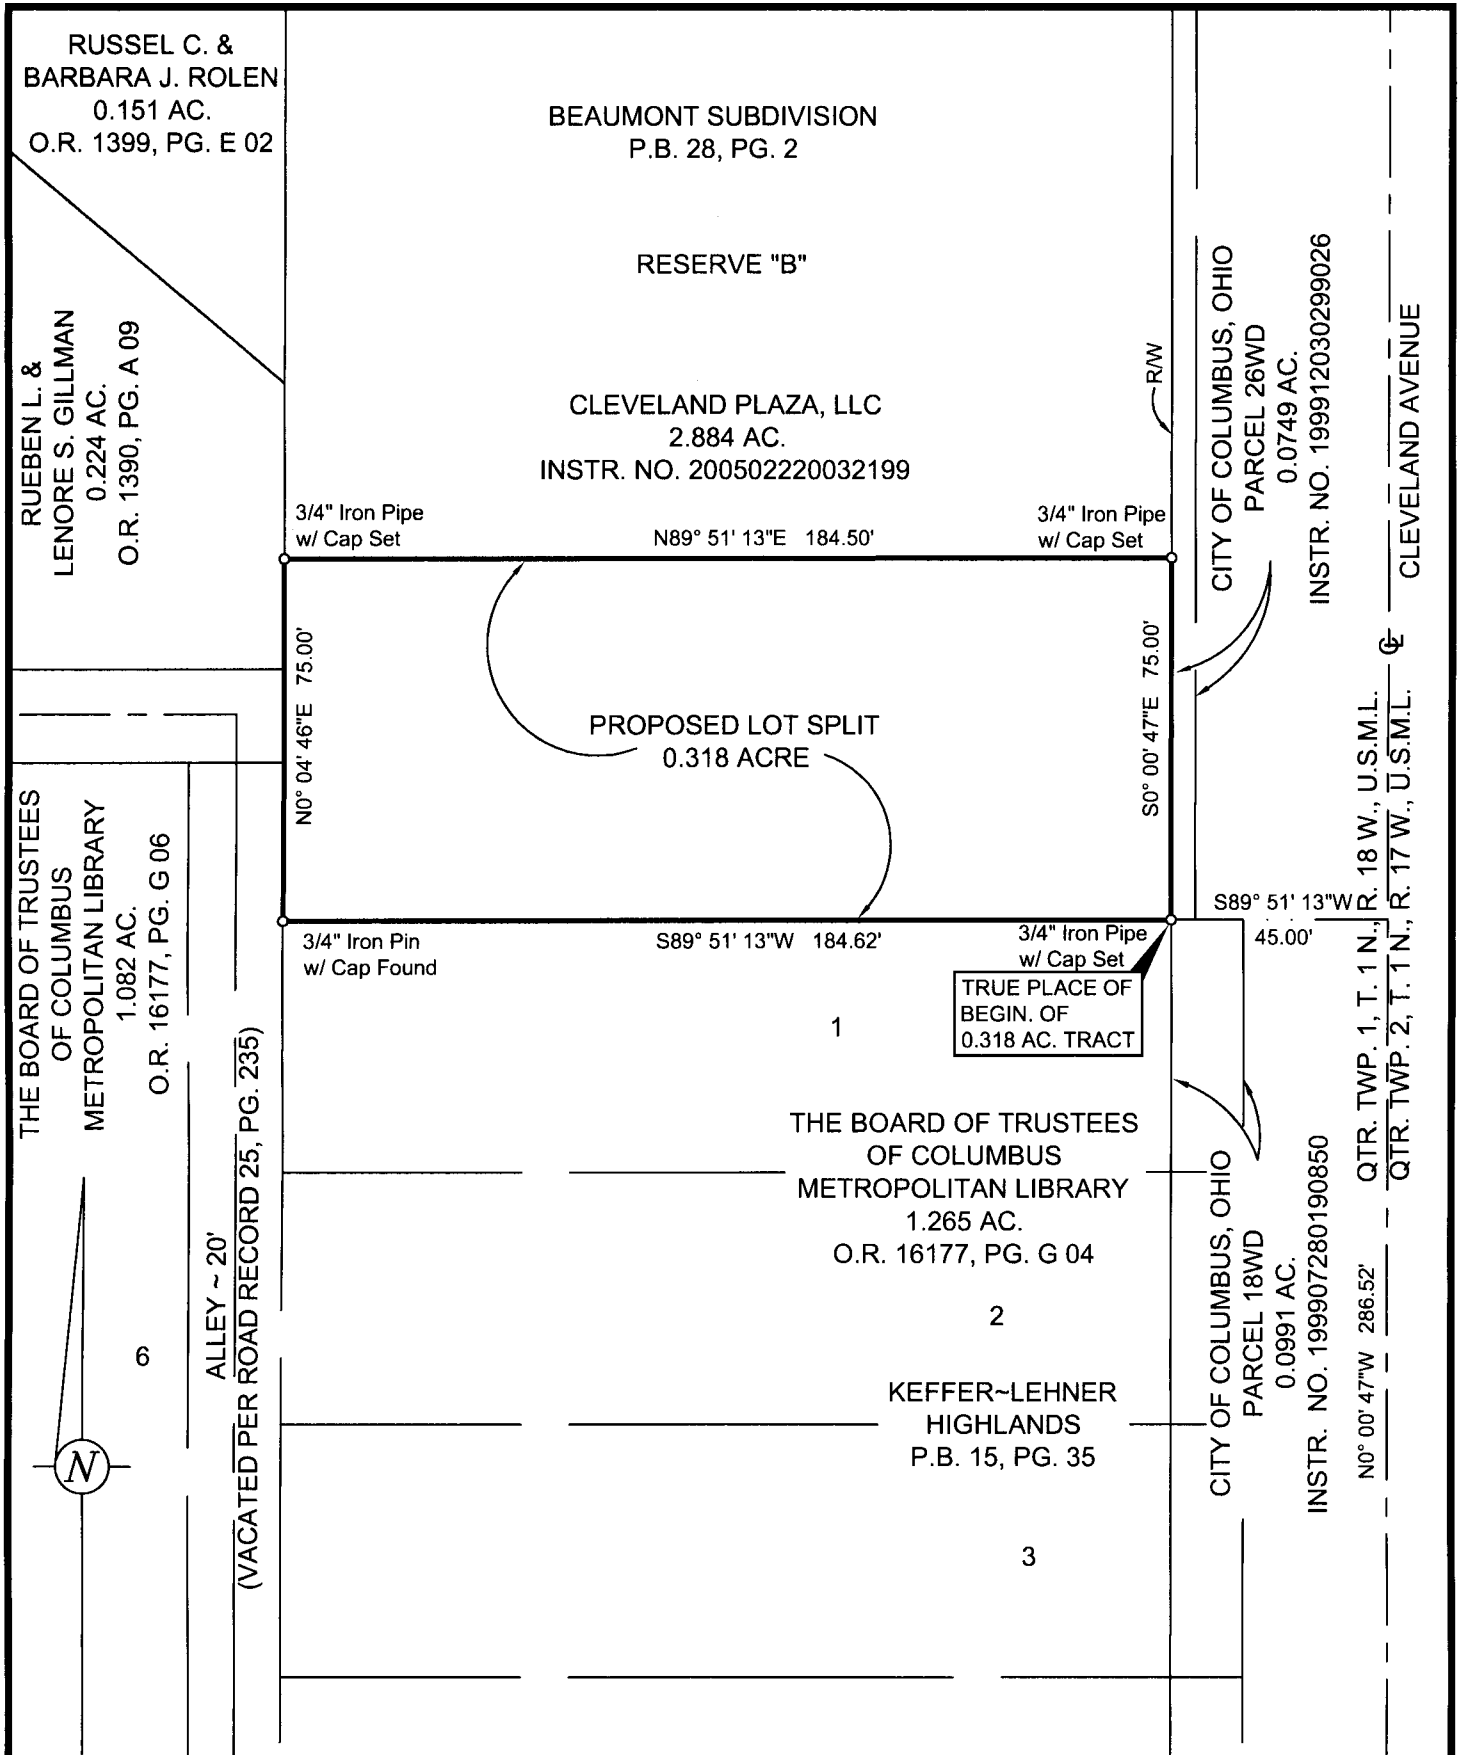 RUSSEL C. &
BARBARA J. ROLEN
0.151 AC.
O.R. 1399, PG. E 02
BEAUMONT SUBDIVISION
P.B. 28, PG. 2
RESERVE "B"
CLEVELAND PLAZA, LLC
2.884 AC.
INSTR. NO. 200502220032199
RUEBEN L. &
LENORE S. GILLMAN
0.224 AC.
O.R. 1390, PG. A 09
R/W
CITY OF COLUMBUS, OHIO
PARCEL 26WD
0.0749 AC.
INSTR. NO. 199912030299026
CLEVELAND AVENUE
℄
3/4" Iron Pipe
w/ Cap Set
N89° 51' 13"E 184.50'
3/4" Iron Pipe
w/ Cap Set
N0° 04' 46"E 75.00'
S0° 00' 47"E 75.00'
PROPOSED LOT SPLIT
0.318 ACRE
S89° 51' 13"W
45.00'
3/4" Iron Pin
w/ Cap Found
S89° 51' 13"W 184.62'
3/4" Iron Pipe
w/ Cap Set
TRUE PLACE OF
BEGIN. OF
0.318 AC. TRACT
QTR. TWP. 1, T. 1 N., R. 18 W., U.S.M.L.
QTR. TWP. 2, T. 1 N., R. 17 W., U.S.M.L.
THE BOARD OF TRUSTEES
OF COLUMBUS
METROPOLITAN LIBRARY
1.082 AC.
O.R. 16177, PG. G 06
1
THE BOARD OF TRUSTEES
OF COLUMBUS
METROPOLITAN LIBRARY
1.265 AC.
O.R. 16177, PG. G 04
2
KEFFER~LEHNER
HIGHLANDS
P.B. 15, PG. 35
3
6
ALLEY ~ 20'
(VACATED PER ROAD RECORD 25, PG. 235)
N
CITY OF COLUMBUS, OHIO
PARCEL 18WD
0.0991 AC.
INSTR. NO. 199907280190850
N0° 00' 47"W 286.52'